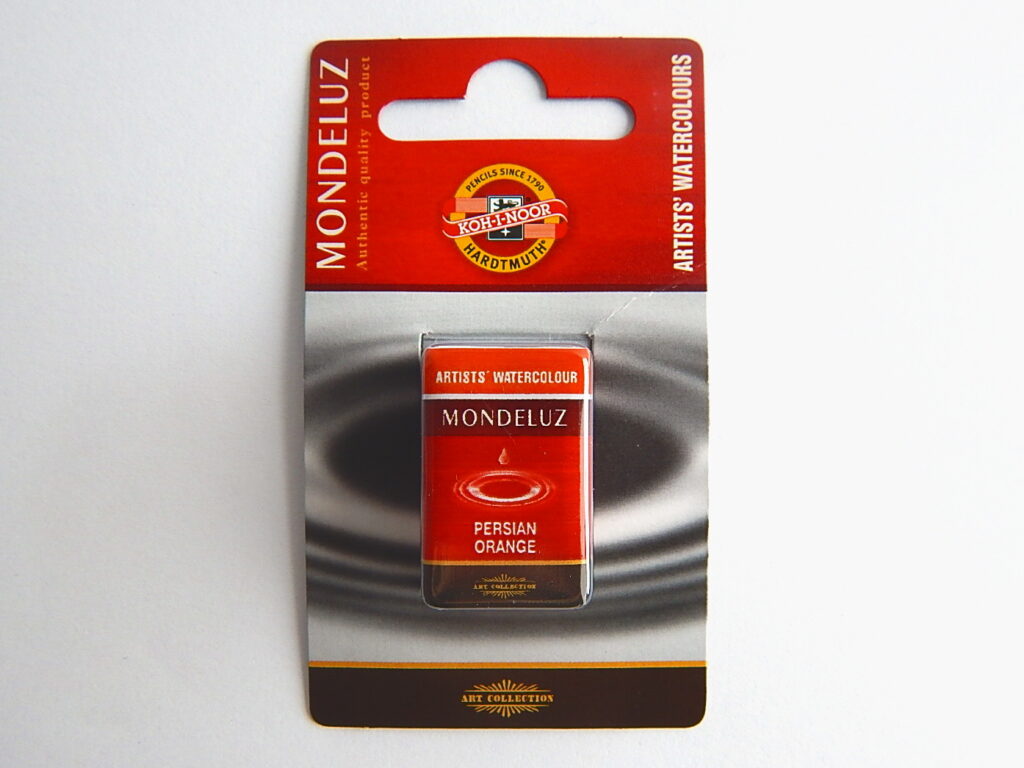 MONDELUZ
Authentic quality product
ARTISTS' WATERCOLOURS
PENCILS SINCE 1790
KOH-I-NOOR
HARDTMUTH®
ARTISTS' WATERCOLOUR
MONDELUZ
PERSIAN
ORANGE
ART COLLECTION
ART COLLECTION